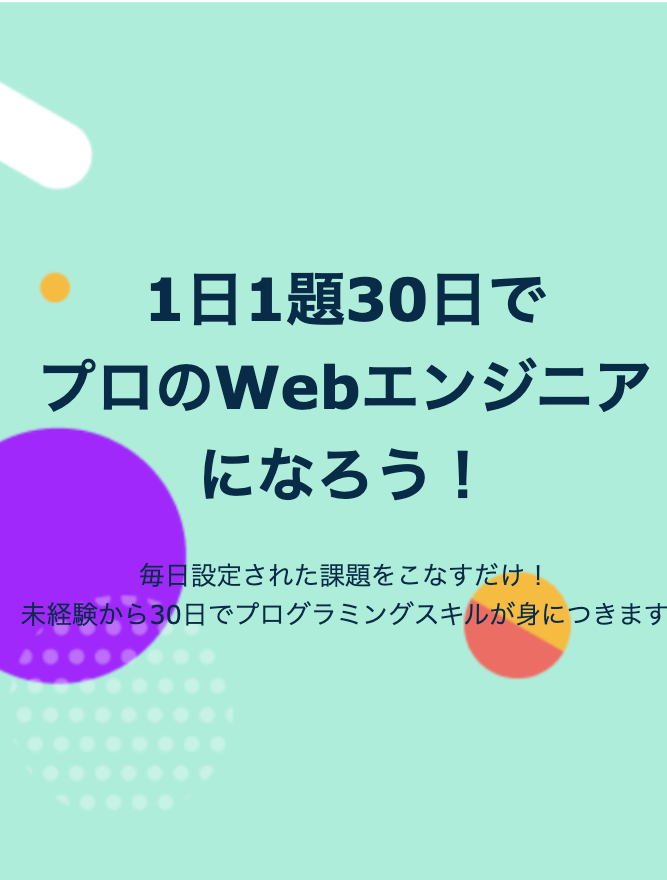 1日1題30日で
プロのWebエンジニア
になろう！
毎日設定された課題をこなすだけ！
未経験から30日でプログラミングスキルが身につきます